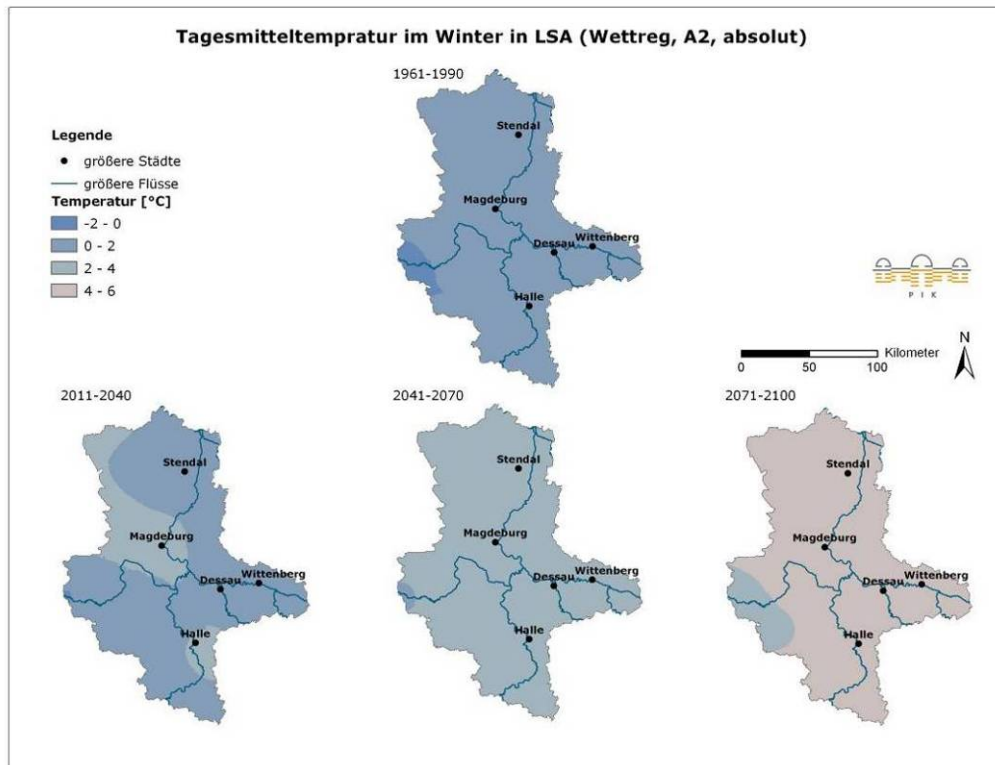 Tagesmitteltempratur im Winter in LSA (Wettreg, A2, absolut)
1961-1990
Legende
größere Städte
größere Flüsse
Temperatur [°C]
-2 - 0
0 - 2
2 - 4
4 - 6
Stendal
Magdeburg
Dessau
Wittenberg
Halle
P I K
N
Kilometer
0 50 100
2011-2040
Stendal
Magdeburg
Dessau
Wittenberg
Halle
2041-2070
Stendal
Magdeburg
Dessau
Wittenberg
Halle
2071-2100
Stendal
Magdeburg
Dessau
Wittenberg
Halle